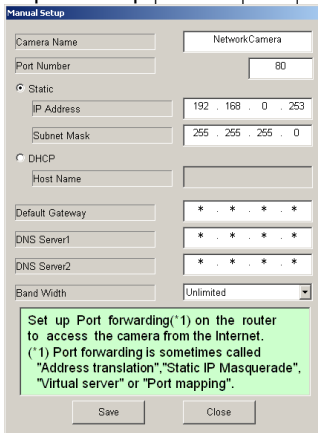 Manual Setup
Camera Name NetworkCamera
Port Number 80
Static
IP Address 192 . 168 . 0 . 253
Subnet Mask 255 . 255 . 255 . 0
DHCP
Host Name
Default Gateway * . * . * . *
DNS Server1 * . * . * . *
DNS Server2 * . * . * . *
Band Width Unlimited
Set up Port forwarding(*1) on the router
to access the camera from the Internet.
(*1) Port forwarding is sometimes called
"Address translation","Static IP Masquerade",
"Virtual server" or "Port mapping".
Save Close